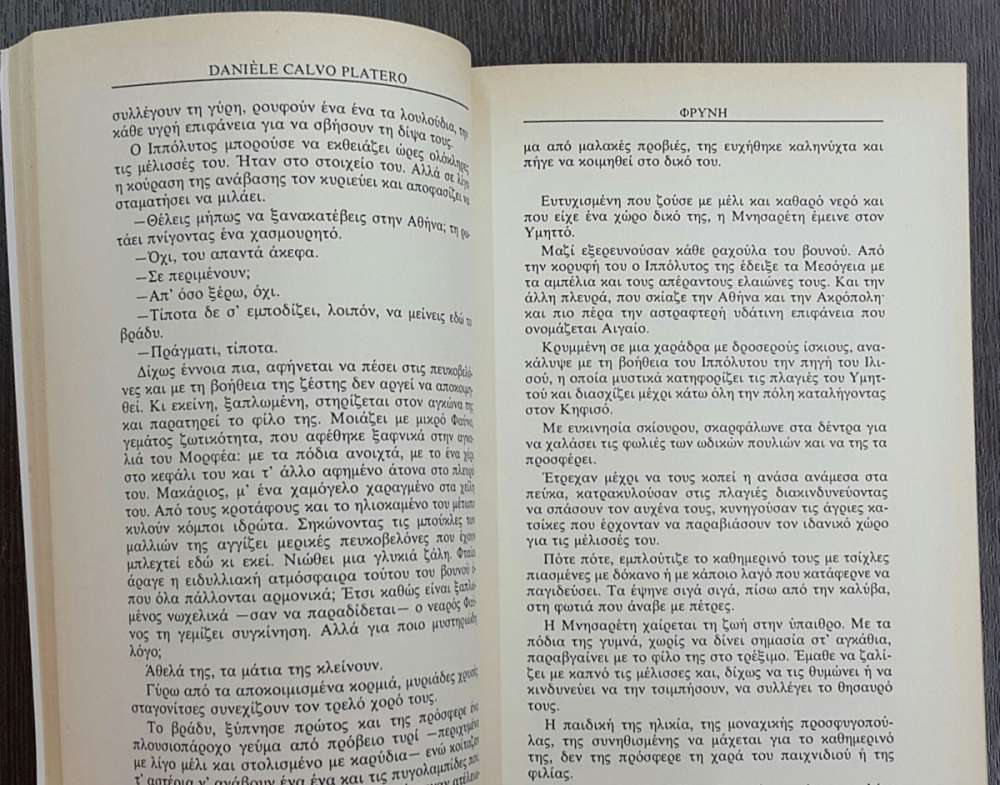 DANIÈLE CALVO PLATERO
συλλέγουν τη γύρη, ρουφούν ένα ένα τα λουλούδια, την
κάθε υγρή επιφάνεια για να σβήσουν τη δίψα τους.
Ο Ιππόλυτος μπορούσε να εκθειάζει ώρες ολόκληρες
τις μέλισσές του. Ήταν στο στοιχείο του. Αλλά σε λίγο
η κούραση της ανάβασης τον κυριεύει και αποφασίζει να
σταματήσει να μιλάει.
—Θέλεις μήπως να ξανακατέβεις στην Αθήνα; τη ρω-
τάει πνίγοντας ένα χασμουρητό.
—Όχι, του απαντά άκεφα.
—Σε περιμένουν;
—Απ' όσο ξέρω, όχι.
—Τίποτα δε σ' εμποδίζει, λοιπόν, να μείνεις εδώ το
βράδυ.
—Πράγματι, τίποτα.
Δίχως έννοια πια, αφήνεται να πέσει στις πευκοβελό-
νες και με τη βοήθεια της ζέστης δεν αργεί να αποκοιμη-
θεί. Κι εκείνη, ξαπλωμένη, στηρίζεται στον αγκώνα της
και παρατηρεί το φίλο της. Μοιάζει με μικρό Φαύνο,
γεμάτος ζωτικότητα, που αφέθηκε ξαφνικά στην αγκα-
λιά του Μορφέα: με τα πόδια ανοιχτά, με το ένα χέρι
στο κεφάλι του και τ' άλλο αφημένο άτονα στο πλευρό
του. Μακάριος, μ' ένα χαμόγελο χαραγμένο στα χείλη
του. Από τους κροτάφους και το ηλιοκαμένο του μέτωπο
κυλούν κόμποι ιδρώτα. Σηκώνοντας τις μπούκλες των
μαλλιών της αγγίζει μερικές πευκοβελόνες που έχουν
μπλεχτεί εδώ κι εκεί. Νιώθει μια γλυκιά ζάλη. Φταίει
άραγε η ειδυλλιακή ατμόσφαιρα τούτου του βουνού ό-
που όλα πάλλονται αρμονικά; Έτσι καθώς είναι ξαπλω-
μένος νωχελικά —σαν να παραδίδεται— ο νεαρός Φαύ-
νος τη γεμίζει συγκίνηση. Αλλά για ποιο μυστηριώδη
λόγο;
Άθελά της, τα μάτια της κλείνουν.
Γύρω από τα αποκοιμισμένα κορμιά, μυριάδες χρυσές
σταγονίτσες συνεχίζουν τον τρελό χορό τους.
Το βράδυ, ξύπνησε πρώτος και της πρόσφερε ένα
πλουσιοπάροχο γεύμα από πρόβειο τυρί —περιχυμένο
με λίγο μέλι και στολισμένο με καρύδια— ενώ κοίταζαν
τ' αστέρια ν' ανάβουν ένα ένα και τις πυγολαμπίδες που
ΦΡΥΝΗ
μα από μαλακές προβιές, της ευχήθηκε καληνύχτα και
πήγε να κοιμηθεί στο δικό του.
Ευτυχισμένη που ζούσε με μέλι και καθαρό νερό και
που είχε ένα χώρο δικό της, η Μνησαρέτη έμεινε στον
Υμηττό.
Μαζί εξερευνούσαν κάθε ραχούλα του βουνού. Από
την κορυφή του ο Ιππόλυτος της έδειξε τα Μεσόγεια με
τα αμπέλια και τους απέραντους ελαιώνες τους. Και την
άλλη πλευρά, που σκίαζε την Αθήνα και την Ακρόπολη·
και πιο πέρα την αστραφτερή υδάτινη επιφάνεια που
ονομάζεται Αιγαίο.
Κρυμμένη σε μια χαράδρα με δροσερούς ίσκιους, ανα-
κάλυψε με τη βοήθεια του Ιππόλυτου την πηγή του Ιλι-
σού, η οποία μυστικά κατηφορίζει τις πλαγιές του Υμητ-
τού και διασχίζει μέχρι κάτω όλη την πόλη καταλήγοντας
στον Κηφισό.
Με ευκινησία σκίουρου, σκαρφάλωνε στα δέντρα για
να χαλάσει τις φωλιές των ωδικών πουλιών και να της τα
προσφέρει.
Έτρεχαν μέχρι να τους κοπεί η ανάσα ανάμεσα στα
πεύκα, κατρακυλούσαν στις πλαγιές διακινδυνεύοντας
να σπάσουν τον αυχένα τους, κυνηγούσαν τις άγριες κα-
τσίκες που έρχονταν να παραβιάσουν τον ιδανικό χώρο
για τις μέλισσές του.
Πότε πότε, εμπλούτιζε το καθημερινό τους με τσίχλες
πιασμένες με δόκανο ή με κάποιο λαγό που κατάφερνε να
παγιδεύσει. Τα έψηνε σιγά σιγά, πίσω από την καλύβα,
στη φωτιά που άναβε με πέτρες.
Η Μνησαρέτη χαίρεται τη ζωή στην ύπαιθρο. Με τα
πόδια της γυμνά, χωρίς να δίνει σημασία στ' αγκάθια,
παραβγαίνει με το φίλο της στο τρέξιμο. Έμαθε να ζαλί-
ζει με καπνό τις μέλισσες και, δίχως να τις θυμώνει ή να
κινδυνεύει να την τσιμπήσουν, να συλλέγει το θησαυρό
τους.
Η παιδική της ηλικία, της μοναχικής προσφυγοπού-
λας, της συνηθισμένης να μάχεται για το καθημερινό
της, δεν της πρόσφερε τη χαρά του παιχνιδιού ή της
φιλίας.